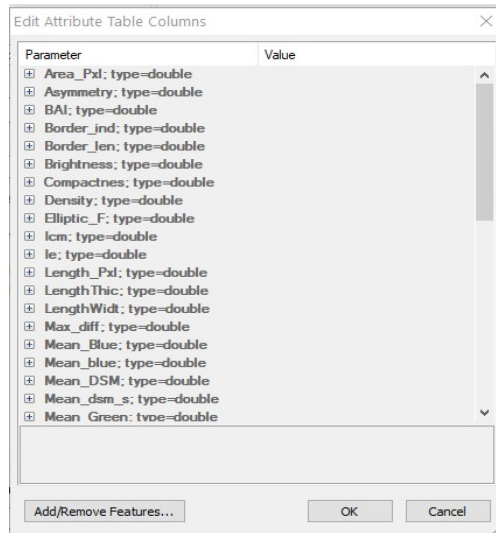 Edit Attribute Table Columns
Parameter Value
Area_Pxl; type=double
Asymmetry; type=double
BAI; type=double
Border_ind; type=double
Border_len; type=double
Brightness; type=double
Compactnes; type=double
Density; type=double
Elliptic_F; type=double
Icm; type=double
Ie; type=double
Length_Pxl; type=double
LengthThic; type=double
LengthWidt; type=double
Max_diff; type=double
Mean_Blue; type=double
Mean_blue; type=double
Mean_DSM; type=double
Mean_dsm_s; type=double
Mean_Green; type=double
Add/Remove Features... OK Cancel